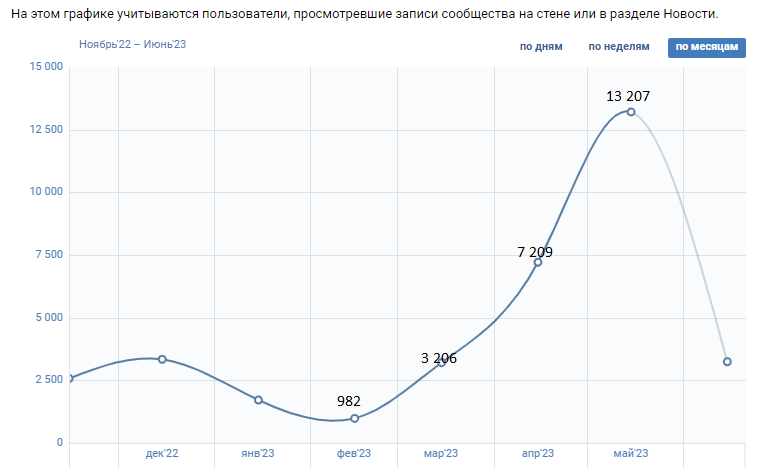 На этом графике учитываются пользователи, просмотревшие записи сообщества на стене или в разделе Новости.
Ноябрь'22 – Июнь'23
по дням
по неделям
по месяцам
15 000
13 207
12 500
10 000
7 500
7 209
5 000
3 206
2 500
982
0
дек'22
янв'23
фев'23
мар'23
апр'23
май'23